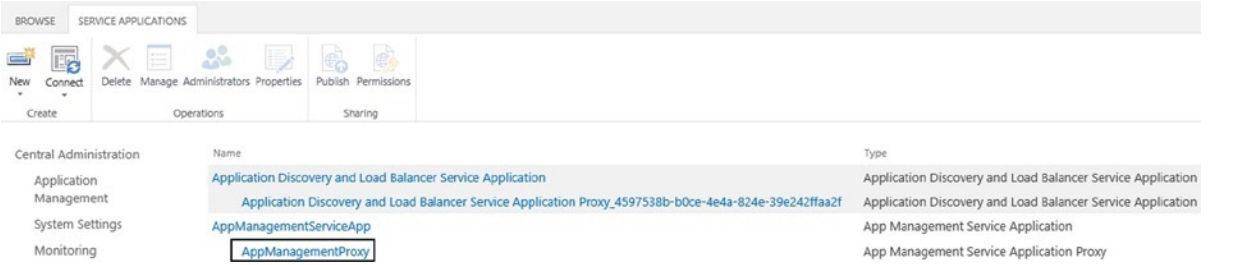 BROWSE SERVICE APPLICATIONS
New Connect Delete Manage Administrators Properties Publish Permissions
Create Operations Sharing
Central Administration Name Type
Application Discovery and Load Balancer Service Application Application Discovery and Load Balancer Service Application
Application
Management
Application Discovery and Load Balancer Service Application Proxy_4597538b-b0ce-4e4a-824e-39e242ffaa2f Application Discovery and Load Balancer Service Application
System Settings AppManagementServiceApp App Management Service Application
Monitoring AppManagementProxy App Management Service Application Proxy